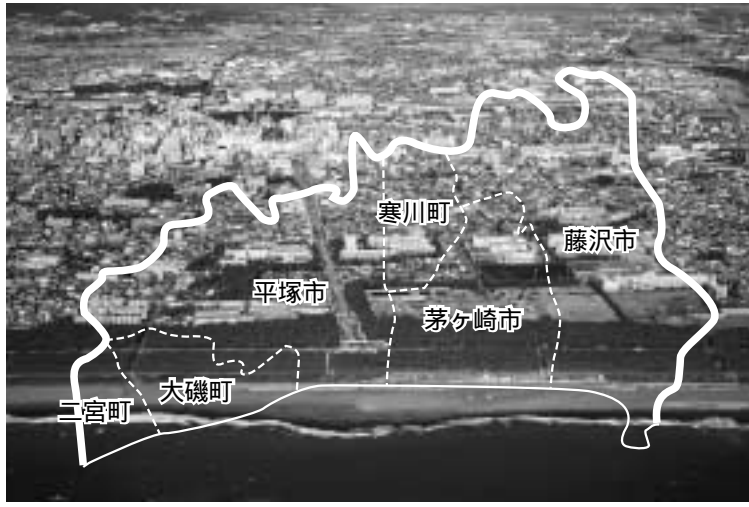 寒川町
藤沢市
平塚市
茅ヶ崎市
大磯町
二宮町